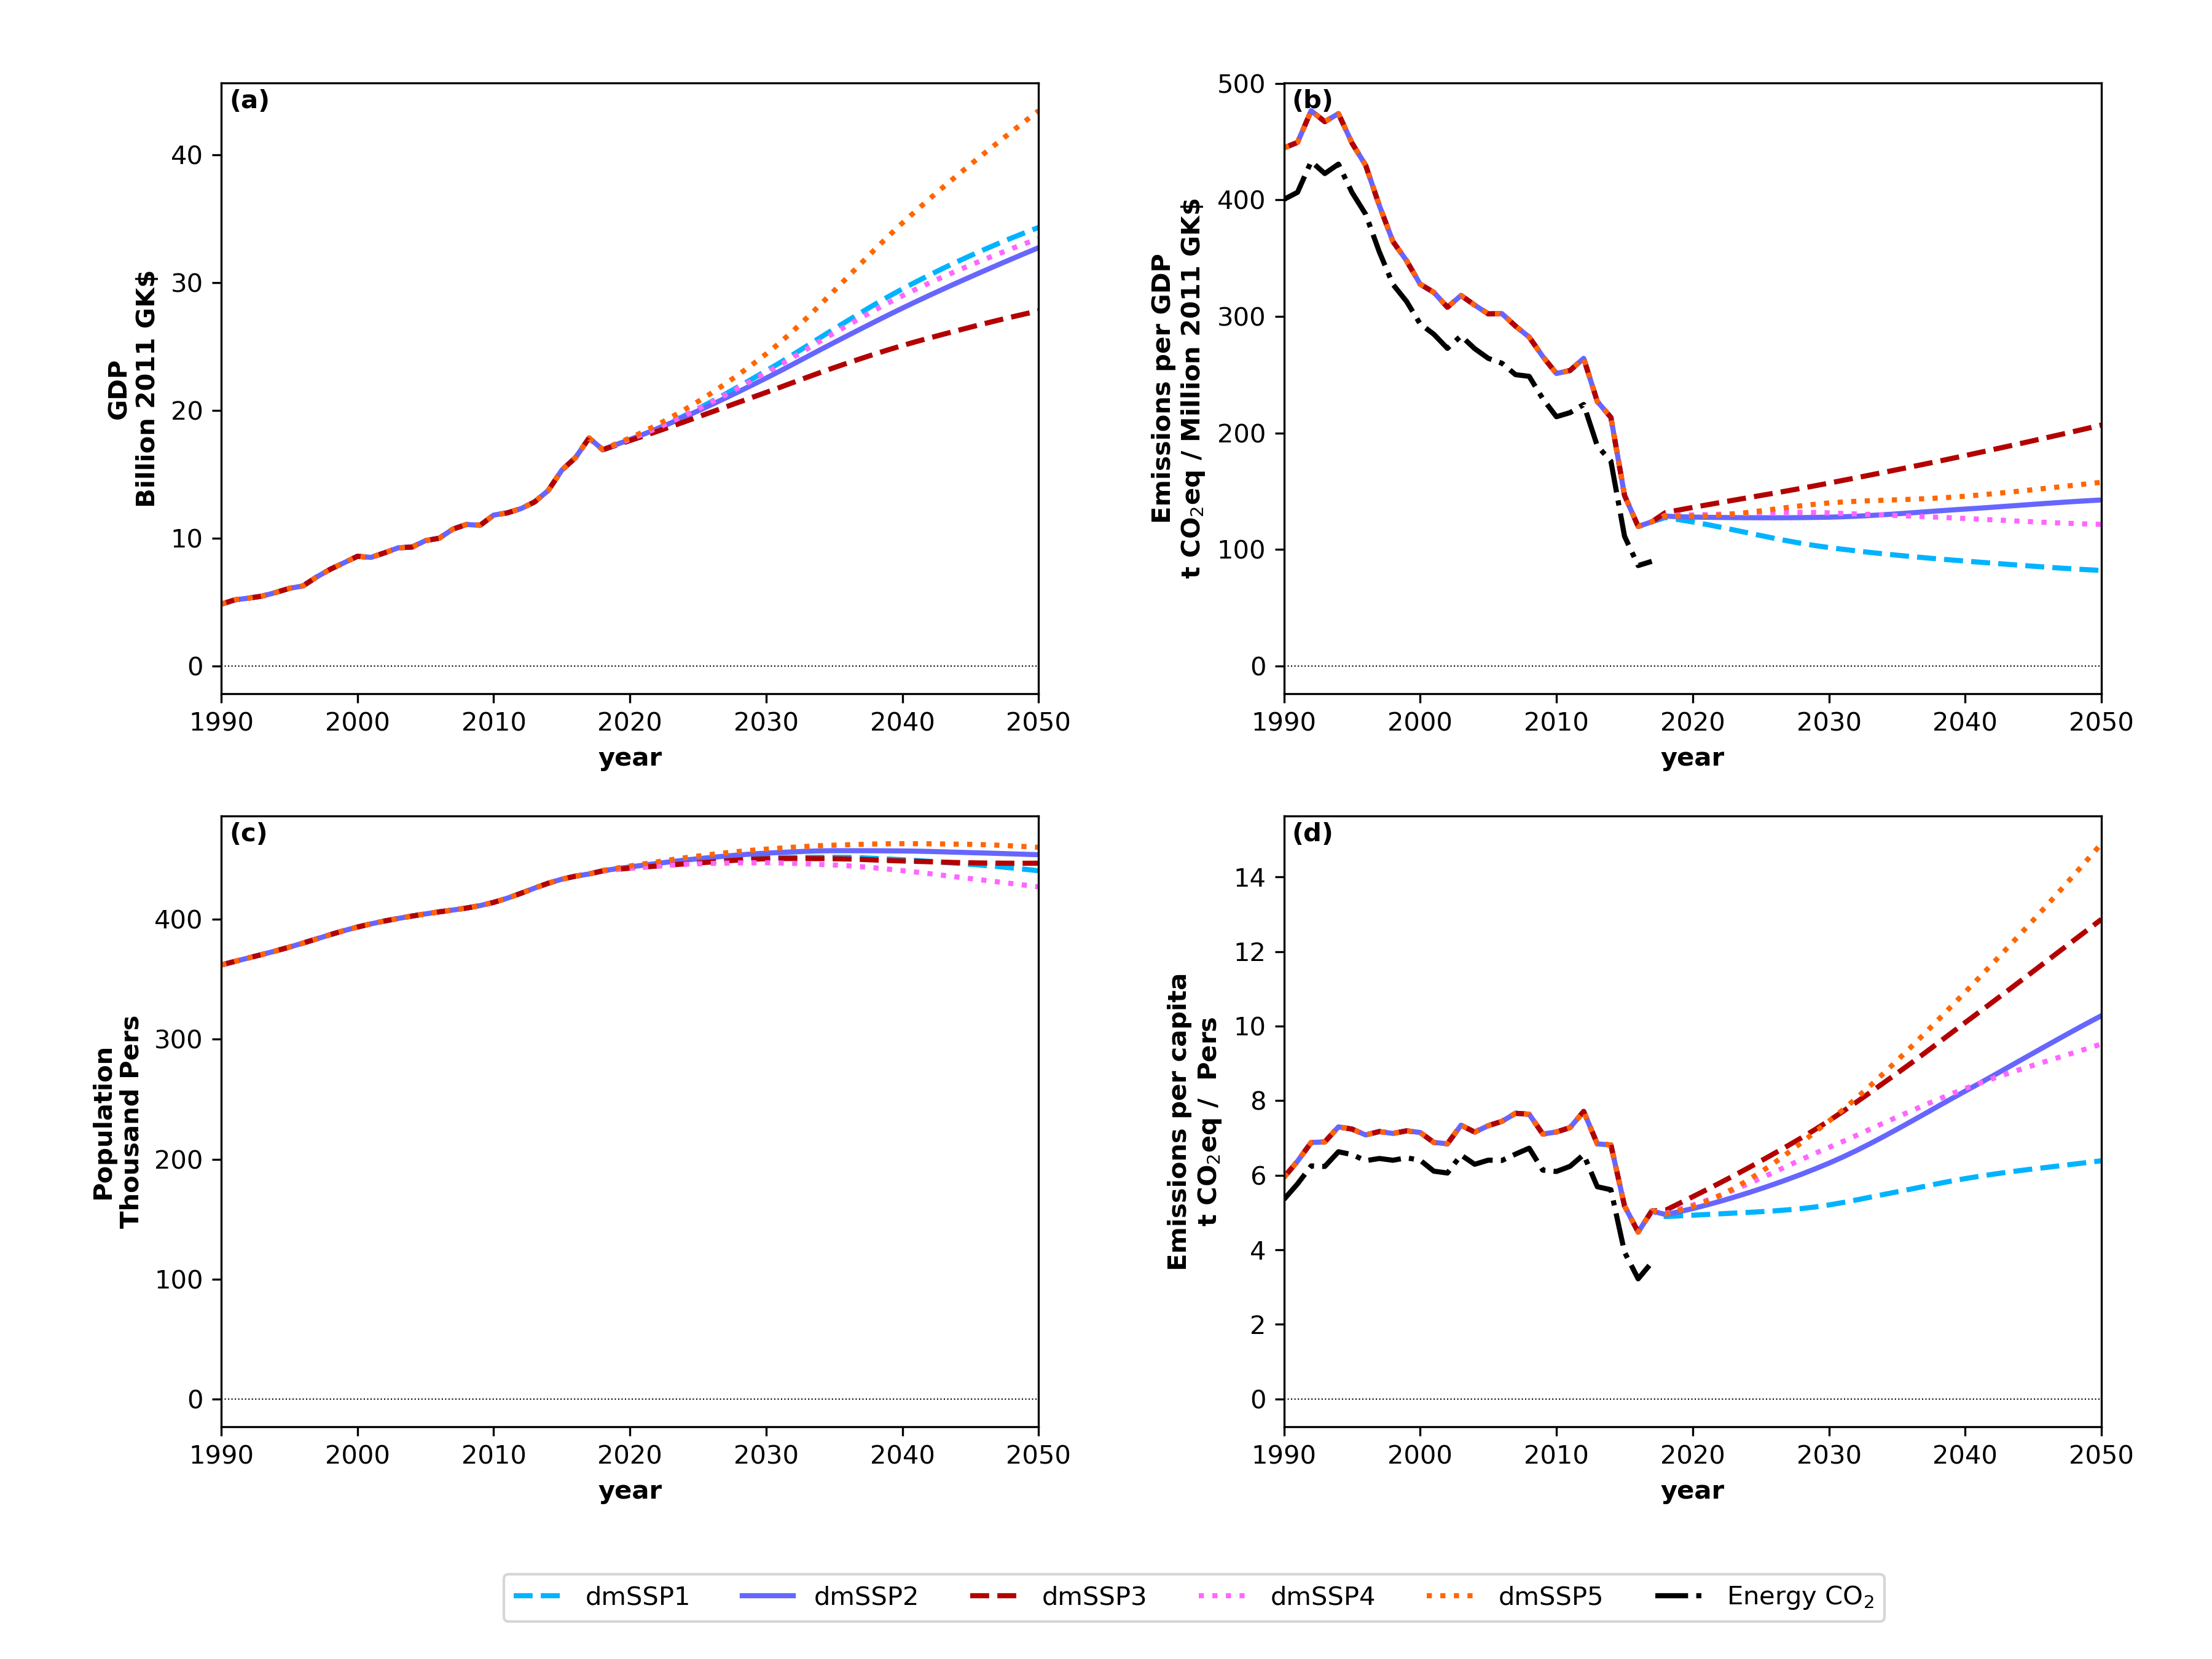 (a)
GDP
Billion 2011 GK$
40
30
20
10
0
1990 2000 2010 2020 2030 2040 2050
year
(b)
Emissions per GDP
t CO₂eq / Million 2011 GK$
500
400
300
200
100
0
1990 2000 2010 2020 2030 2040 2050
year
(c)
Population
Thousand Pers
400
300
200
100
0
1990 2000 2010 2020 2030 2040 2050
year
(d)
Emissions per capita
t CO₂eq / Pers
14
12
10
8
6
4
2
0
1990 2000 2010 2020 2030 2040 2050
year
dmSSP1 dmSSP2 dmSSP3 dmSSP4 dmSSP5 Energy CO₂